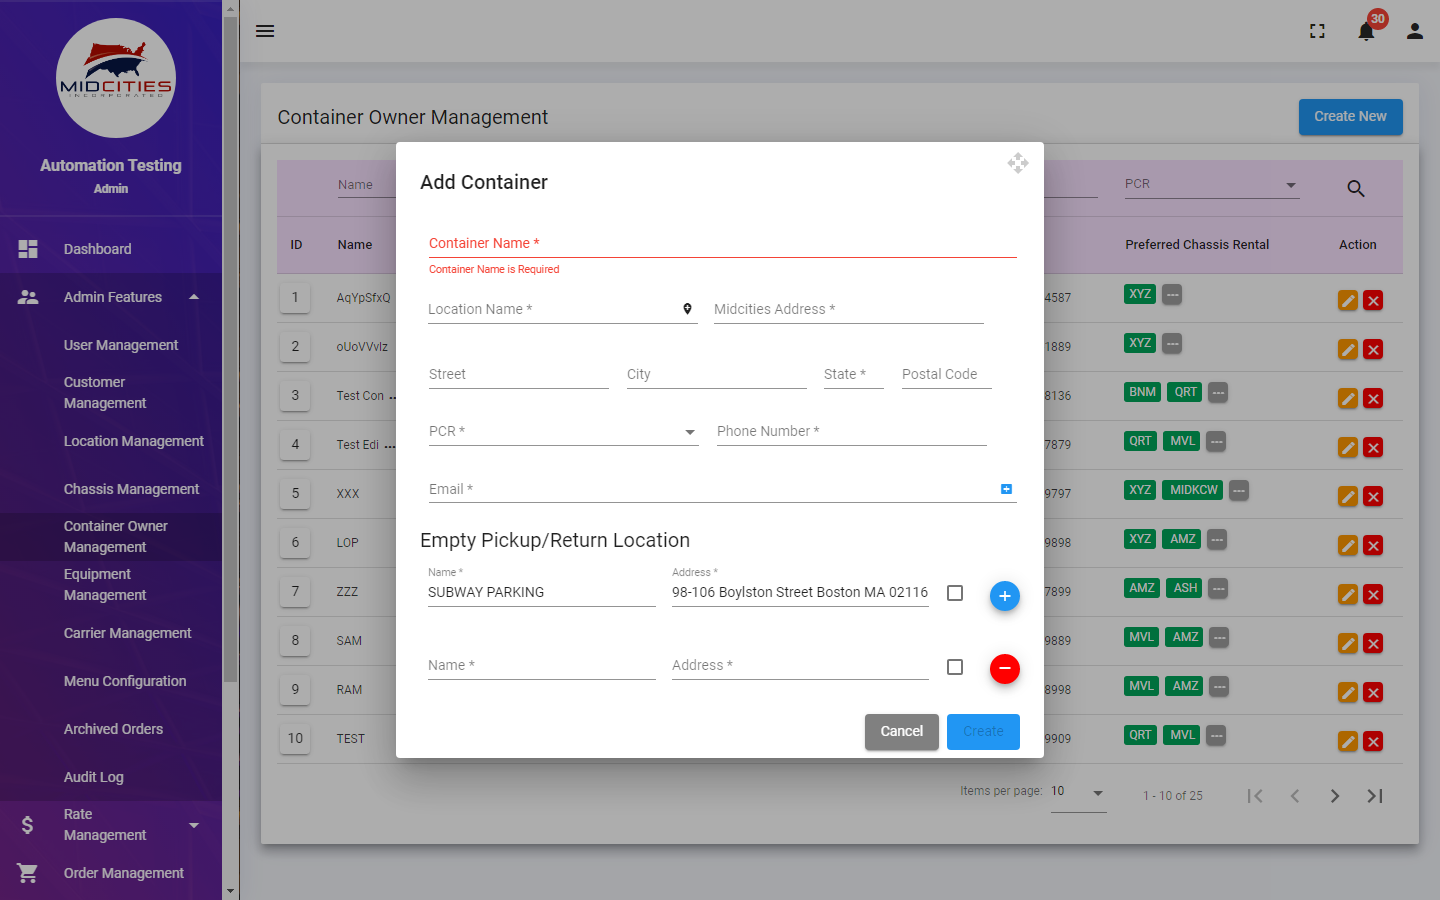 MIDCITIES
INCORPORATED
Automation Testing
Admin
Dashboard
Admin Features
User Management
Customer
Management
Location Management
Chassis Management
Container Owner
Management
Equipment
Management
Carrier Management
Menu Configuration
Archived Orders
Audit Log
Rate
Management
Order Management
30
Container Owner Management
Create New
Name
PCR
ID
Name
Preferred Chassis Rental
Action
1 AqYpSfxQ 4587 XYZ ---
2 oUoVVvIz 1889 XYZ ---
3 Test Con ... 8136 BNM QRT ---
4 Test Edi ... 7879 QRT MVL ---
5 XXX 9797 XYZ MIDKCW ---
6 LOP 9898 XYZ AMZ ---
7 ZZZ 7899 AMZ ASH ---
8 SAM 9889 MVL AMZ ---
9 RAM 8998 MVL AMZ ---
10 TEST 9909 QRT MVL ---
Items per page: 10
1 - 10 of 25
Add Container
Container Name *
Container Name is Required
Location Name *
Midcities Address *
Street
City
State *
Postal Code
PCR *
Phone Number *
Email *
Empty Pickup/Return Location
Name *
Address *
SUBWAY PARKING
98-106 Boylston Street Boston MA 02116
Name *
Address *
Cancel
Create